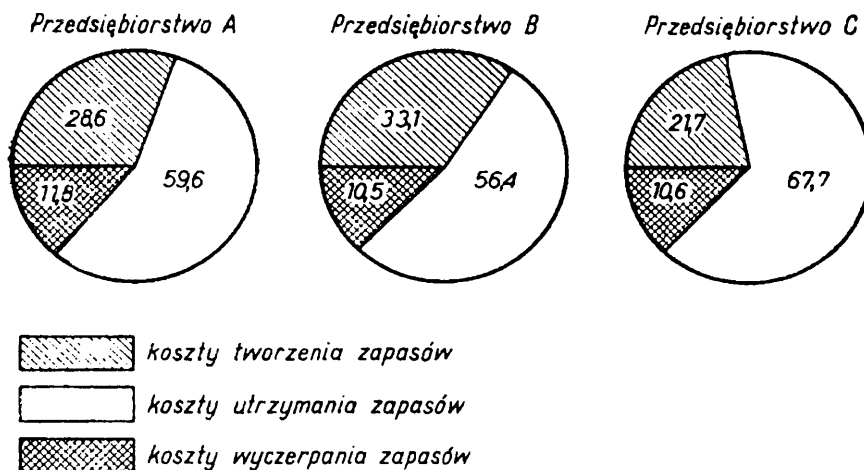 Przedsiębiorstwo A Przedsiębiorstwo B Przedsiębiorstwo C
28,6 33,1 21,7
11,8 59,6 10,5 56,4 10,6 67,7
koszty tworzenia zapasów
koszty utrzymania zapasów
koszty wyczerpania zapasów